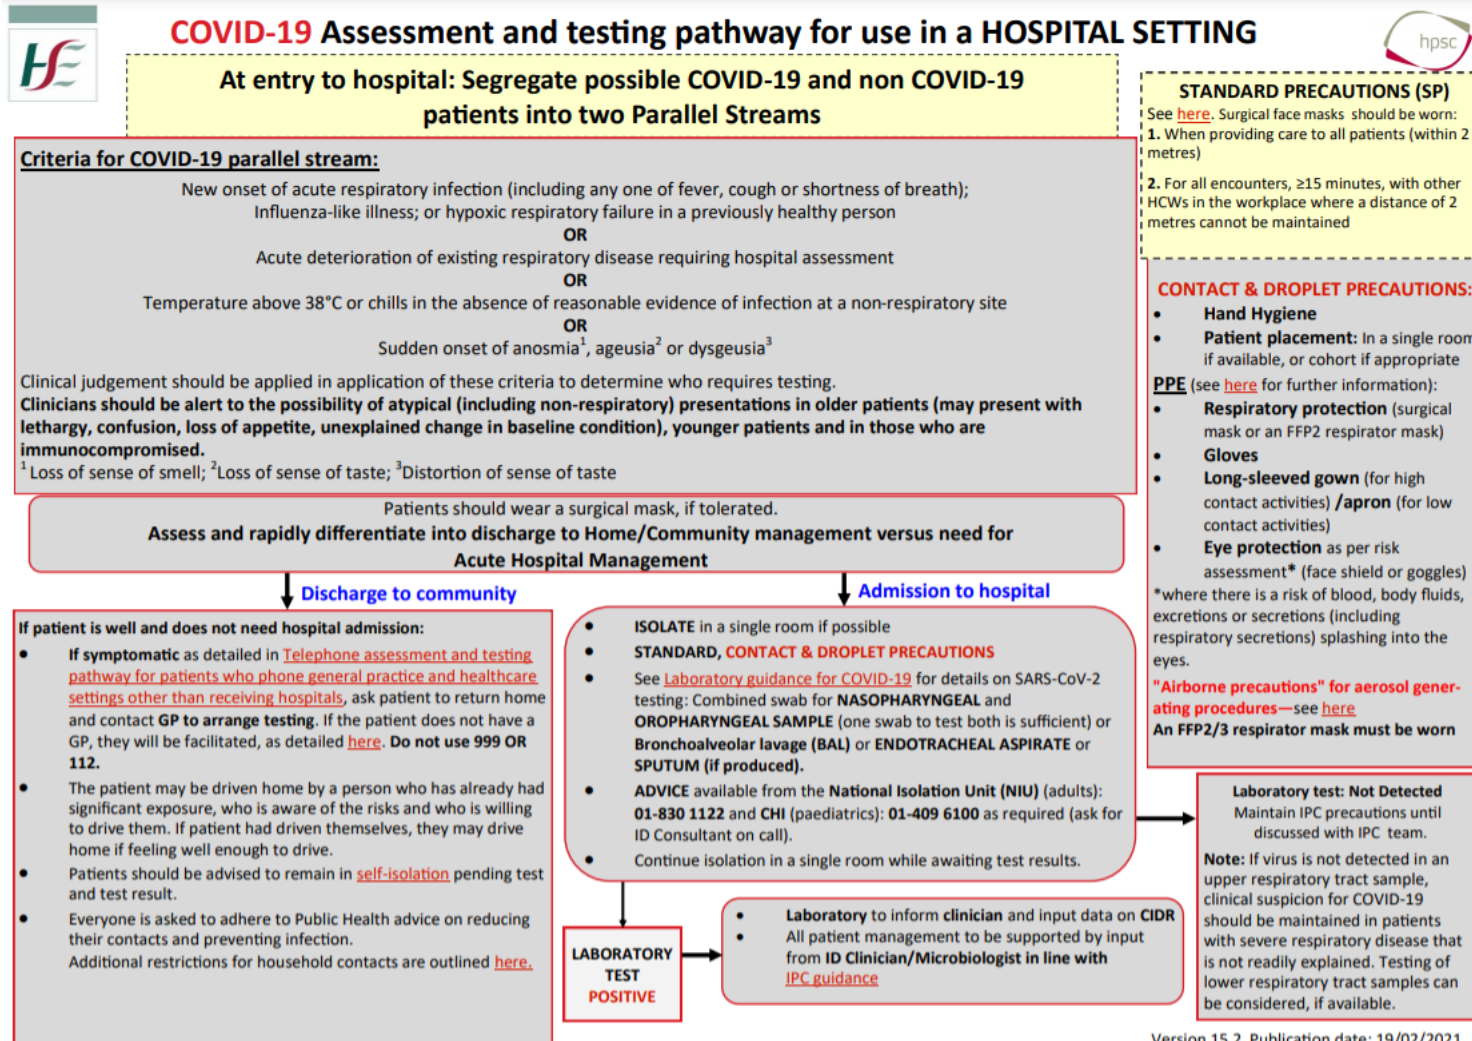 COVID-19 Assessment and testing pathway for use in a HOSPITAL SETTING
hpsc
At entry to hospital: Segregate possible COVID-19 and non COVID-19
patients into two Parallel Streams
Criteria for COVID-19 parallel stream:
New onset of acute respiratory infection (including any one of fever, cough or shortness of breath);
Influenza-like illness; or hypoxic respiratory failure in a previously healthy person
OR
Acute deterioration of existing respiratory disease requiring hospital assessment
OR
Temperature above 38°C or chills in the absence of reasonable evidence of infection at a non-respiratory site
OR
Sudden onset of anosmia¹, ageusia² or dysgeusia³
Clinical judgement should be applied in application of these criteria to determine who requires testing.
Clinicians should be alert to the possibility of atypical (including non-respiratory) presentations in older patients (may present with
lethargy, confusion, loss of appetite, unexplained change in baseline condition), younger patients and in those who are
immunocompromised.
¹ Loss of sense of smell; ²Loss of sense of taste; ³Distortion of sense of taste
Patients should wear a surgical mask, if tolerated.
Assess and rapidly differentiate into discharge to Home/Community management versus need for
Acute Hospital Management
Discharge to community
If patient is well and does not need hospital admission:
• If symptomatic as detailed in Telephone assessment and testing
pathway for patients who phone general practice and healthcare
settings other than receiving hospitals, ask patient to return home
and contact GP to arrange testing. If the patient does not have a
GP, they will be facilitated, as detailed here. Do not use 999 OR
112.
• The patient may be driven home by a person who has already had
significant exposure, who is aware of the risks and who is willing
to drive them. If patient had driven themselves, they may drive
home if feeling well enough to drive.
• Patients should be advised to remain in self-isolation pending test
and test result.
• Everyone is asked to adhere to Public Health advice on reducing
their contacts and preventing infection.
Additional restrictions for household contacts are outlined here.
Admission to hospital
• ISOLATE in a single room if possible
• STANDARD, CONTACT & DROPLET PRECAUTIONS
• See Laboratory guidance for COVID-19 for details on SARS-CoV-2
testing: Combined swab for NASOPHARYNGEAL and
OROPHARYNGEAL SAMPLE (one swab to test both is sufficient) or
Bronchoalveolar lavage (BAL) or ENDOTRACHEAL ASPIRATE or
SPUTUM (if produced).
• ADVICE available from the National Isolation Unit (NIU) (adults):
01-830 1122 and CHI (paediatrics): 01-409 6100 as required (ask for
ID Consultant on call).
• Continue isolation in a single room while awaiting test results.
LABORATORY
TEST
POSITIVE
• Laboratory to inform clinician and input data on CIDR
• All patient management to be supported by input
from ID Clinician/Microbiologist in line with
IPC guidance
STANDARD PRECAUTIONS (SP)
See here. Surgical face masks should be worn:
1. When providing care to all patients (within 2
metres)
2. For all encounters, ≥15 minutes, with other
HCWs in the workplace where a distance of 2
metres cannot be maintained
CONTACT & DROPLET PRECAUTIONS:
• Hand Hygiene
• Patient placement: In a single room
if available, or cohort if appropriate
PPE (see here for further information):
• Respiratory protection (surgical
mask or an FFP2 respirator mask)
• Gloves
• Long-sleeved gown (for high
contact activities) /apron (for low
contact activities)
• Eye protection as per risk
assessment* (face shield or goggles)
*where there is a risk of blood, body fluids,
excretions or secretions (including
respiratory secretions) splashing into the
eyes.
"Airborne precautions" for aerosol gener-
ating procedures—see here
An FFP2/3 respirator mask must be worn
Laboratory test: Not Detected
Maintain IPC precautions until
discussed with IPC team.
Note: If virus is not detected in an
upper respiratory tract sample,
clinical suspicion for COVID-19
should be maintained in patients
with severe respiratory disease that
is not readily explained. Testing of
lower respiratory tract samples can
be considered, if available.
Version 15.2 Publication date: 19/02/2021